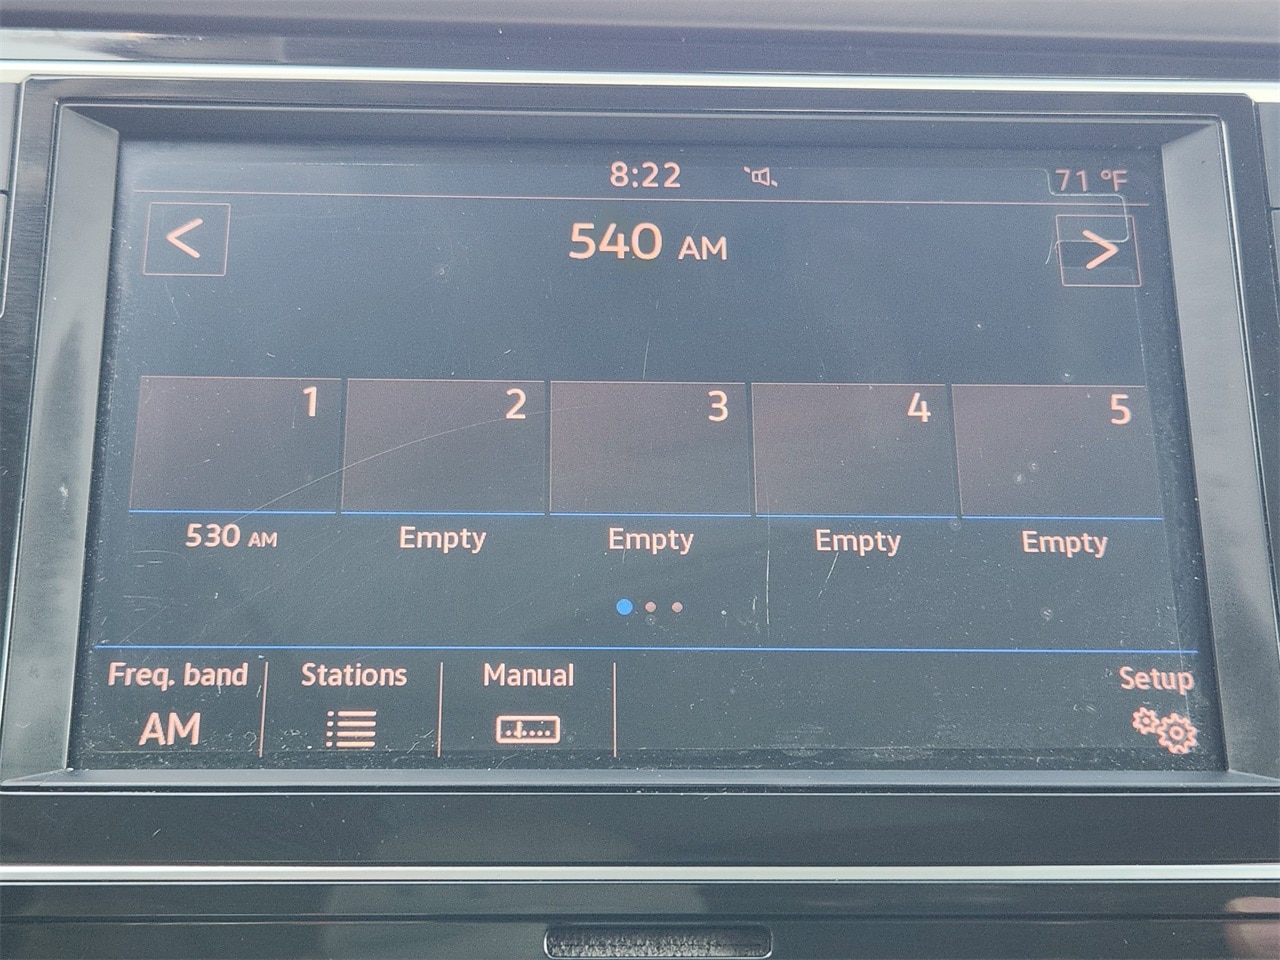 8:22 71 °F
< 540 AM >
1 2 3 4 5
530 AM Empty Empty Empty Empty
Freq. band Stations Manual Setup
AM